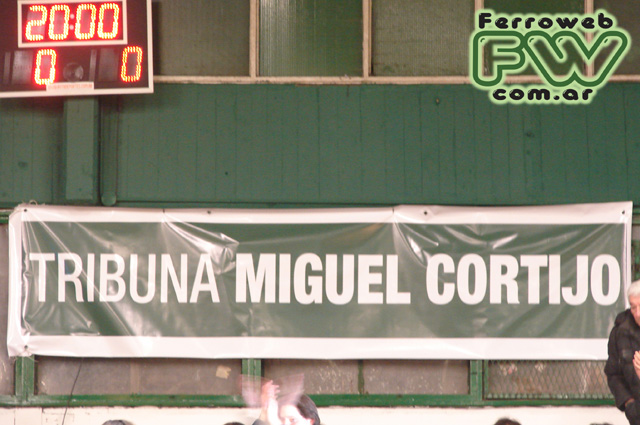 20:00
0 0
Ferroweb
FW
com.ar
TRIBUNA MIGUEL CORTIJO